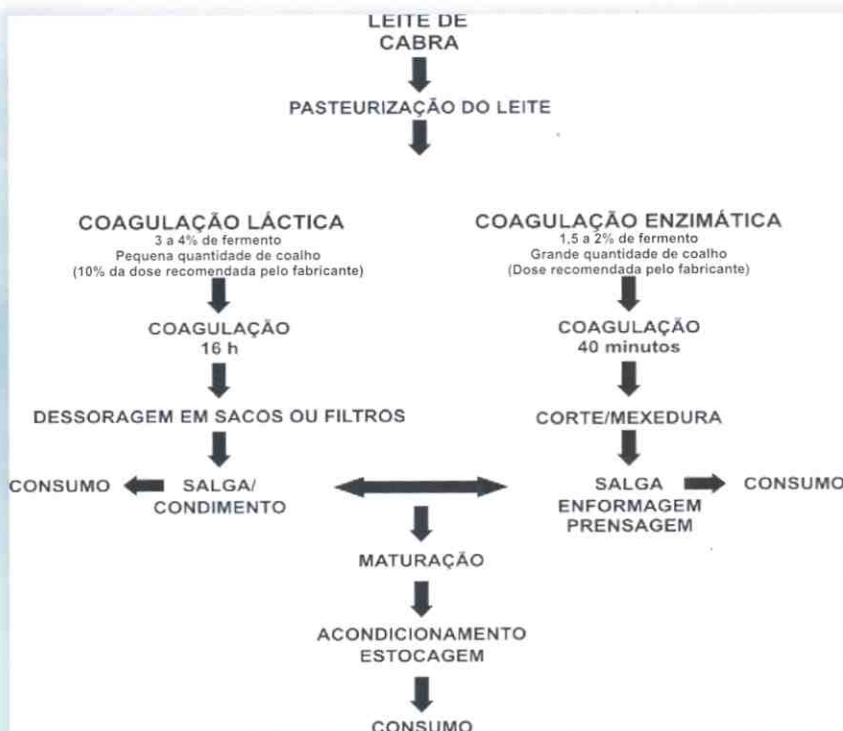 LEITE DE
CABRA
PASTEURIZAÇÃO DO LEITE
COAGULAÇÃO LÁCTICA
3 a 4% de fermento
Pequena quantidade de coalho
(10% da dose recomendada pelo fabricante)
COAGULAÇÃO
16 h
DESSORAGEM EM SACOS OU FILTROS
CONSUMO
SALGA/
CONDIMENTO
COAGULAÇÃO ENZIMÁTICA
1,5 a 2% de fermento
Grande quantidade de coalho
(Dose recomendada pelo fabricante)
COAGULAÇÃO
40 minutos
CORTE/MEXEDURA
SALGA
ENFORMAGEM
PRENSAGEM
CONSUMO
MATURAÇÃO
ACONDICIONAMENTO
ESTOCAGEM
CONSUMO